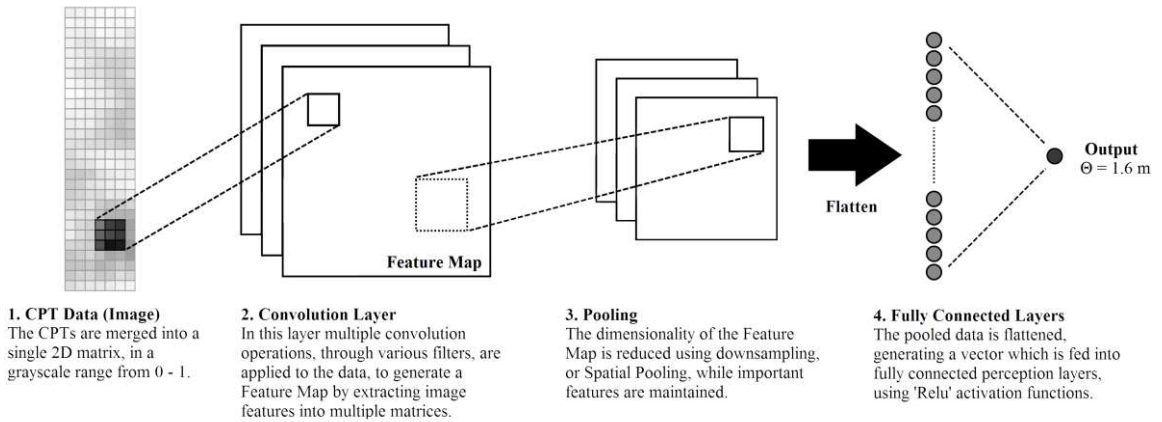 Feature Map
Flatten
Output
Θ = 1.6 m
1. CPT Data (Image)
The CPTs are merged into a
single 2D matrix, in a
grayscale range from 0 - 1.
2. Convolution Layer
In this layer multiple convolution
operations, through various filters, are
applied to the data, to generate a
Feature Map by extracting image
features into multiple matrices.
3. Pooling
The dimensionality of the Feature
Map is reduced using downsampling,
or Spatial Pooling, while important
features are maintained.
4. Fully Connected Layers
The pooled data is flattened,
generating a vector which is fed into
fully connected perception layers,
using 'Relu' activation functions.